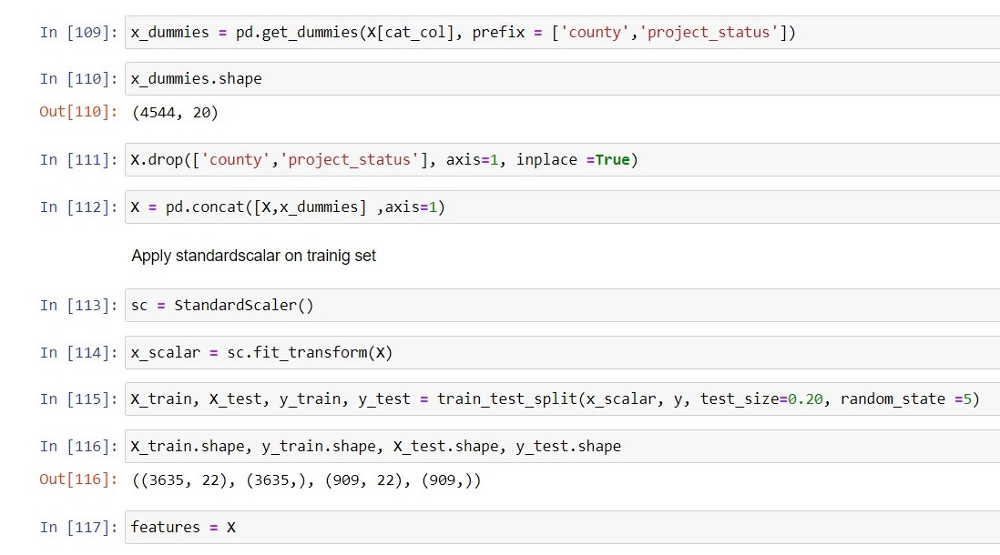 In [109]: x_dummies = pd.get_dummies(X[cat_col], prefix = ['county','project_status'])
In [110]: x_dummies.shape
Out[110]: (4544, 20)
In [111]: X.drop(['county','project_status'], axis=1, inplace =True)
In [112]: X = pd.concat([X,x_dummies] ,axis=1)
Apply standardscalar on trainig set
In [113]: sc = StandardScaler()
In [114]: x_scalar = sc.fit_transform(X)
In [115]: X_train, X_test, y_train, y_test = train_test_split(x_scalar, y, test_size=0.20, random_state =5)
In [116]: X_train.shape, y_train.shape, X_test.shape, y_test.shape
Out[116]: ((3635, 22), (3635,), (909, 22), (909,))
In [117]: features = X